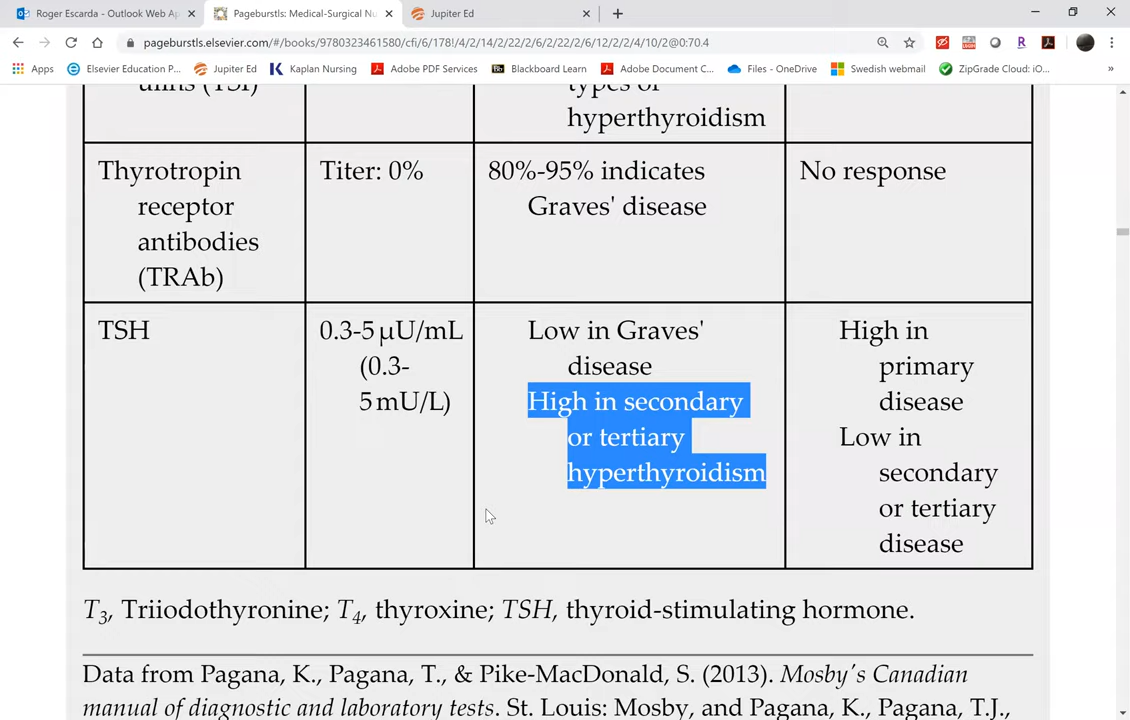 Roger Escarda - Outlook Web Ap
Pageburstls: Medical-Surgical Nu
Jupiter Ed
pageburstls.elsevier.com/#/books/9780323461580/cfi/6/178!/4/2/14/2/22/2/6/2/22/2/6/12/2/2/4/10/2@0:70.4
Apps
Elsevier Education P...
Jupiter Ed
Kaplan Nursing
Adobe PDF Services
Blackboard Learn
Adobe Document C...
Files - OneDrive
Swedish webmail
ZipGrade Cloud: iO...
»
ulins (TSI)
types of
hyperthyroidism
Thyrotropin
receptor
antibodies
(TRAb)
Titer: 0%
80%-95% indicates
Graves' disease
No response
TSH
0.3-5 µU/mL
(0.3-
5 mU/L)
Low in Graves'
disease
High in secondary
or tertiary
hyperthyroidism
High in
primary
disease
Low in
secondary
or tertiary
disease
T3, Triiodothyronine; T4, thyroxine; TSH, thyroid-stimulating hormone.
Data from Pagana, K., Pagana, T., & Pike-MacDonald, S. (2013). Mosby's Canadian
manual of diagnostic and laboratory tests. St. Louis: Mosby, and Pagana, K., Pagana, T.J.,